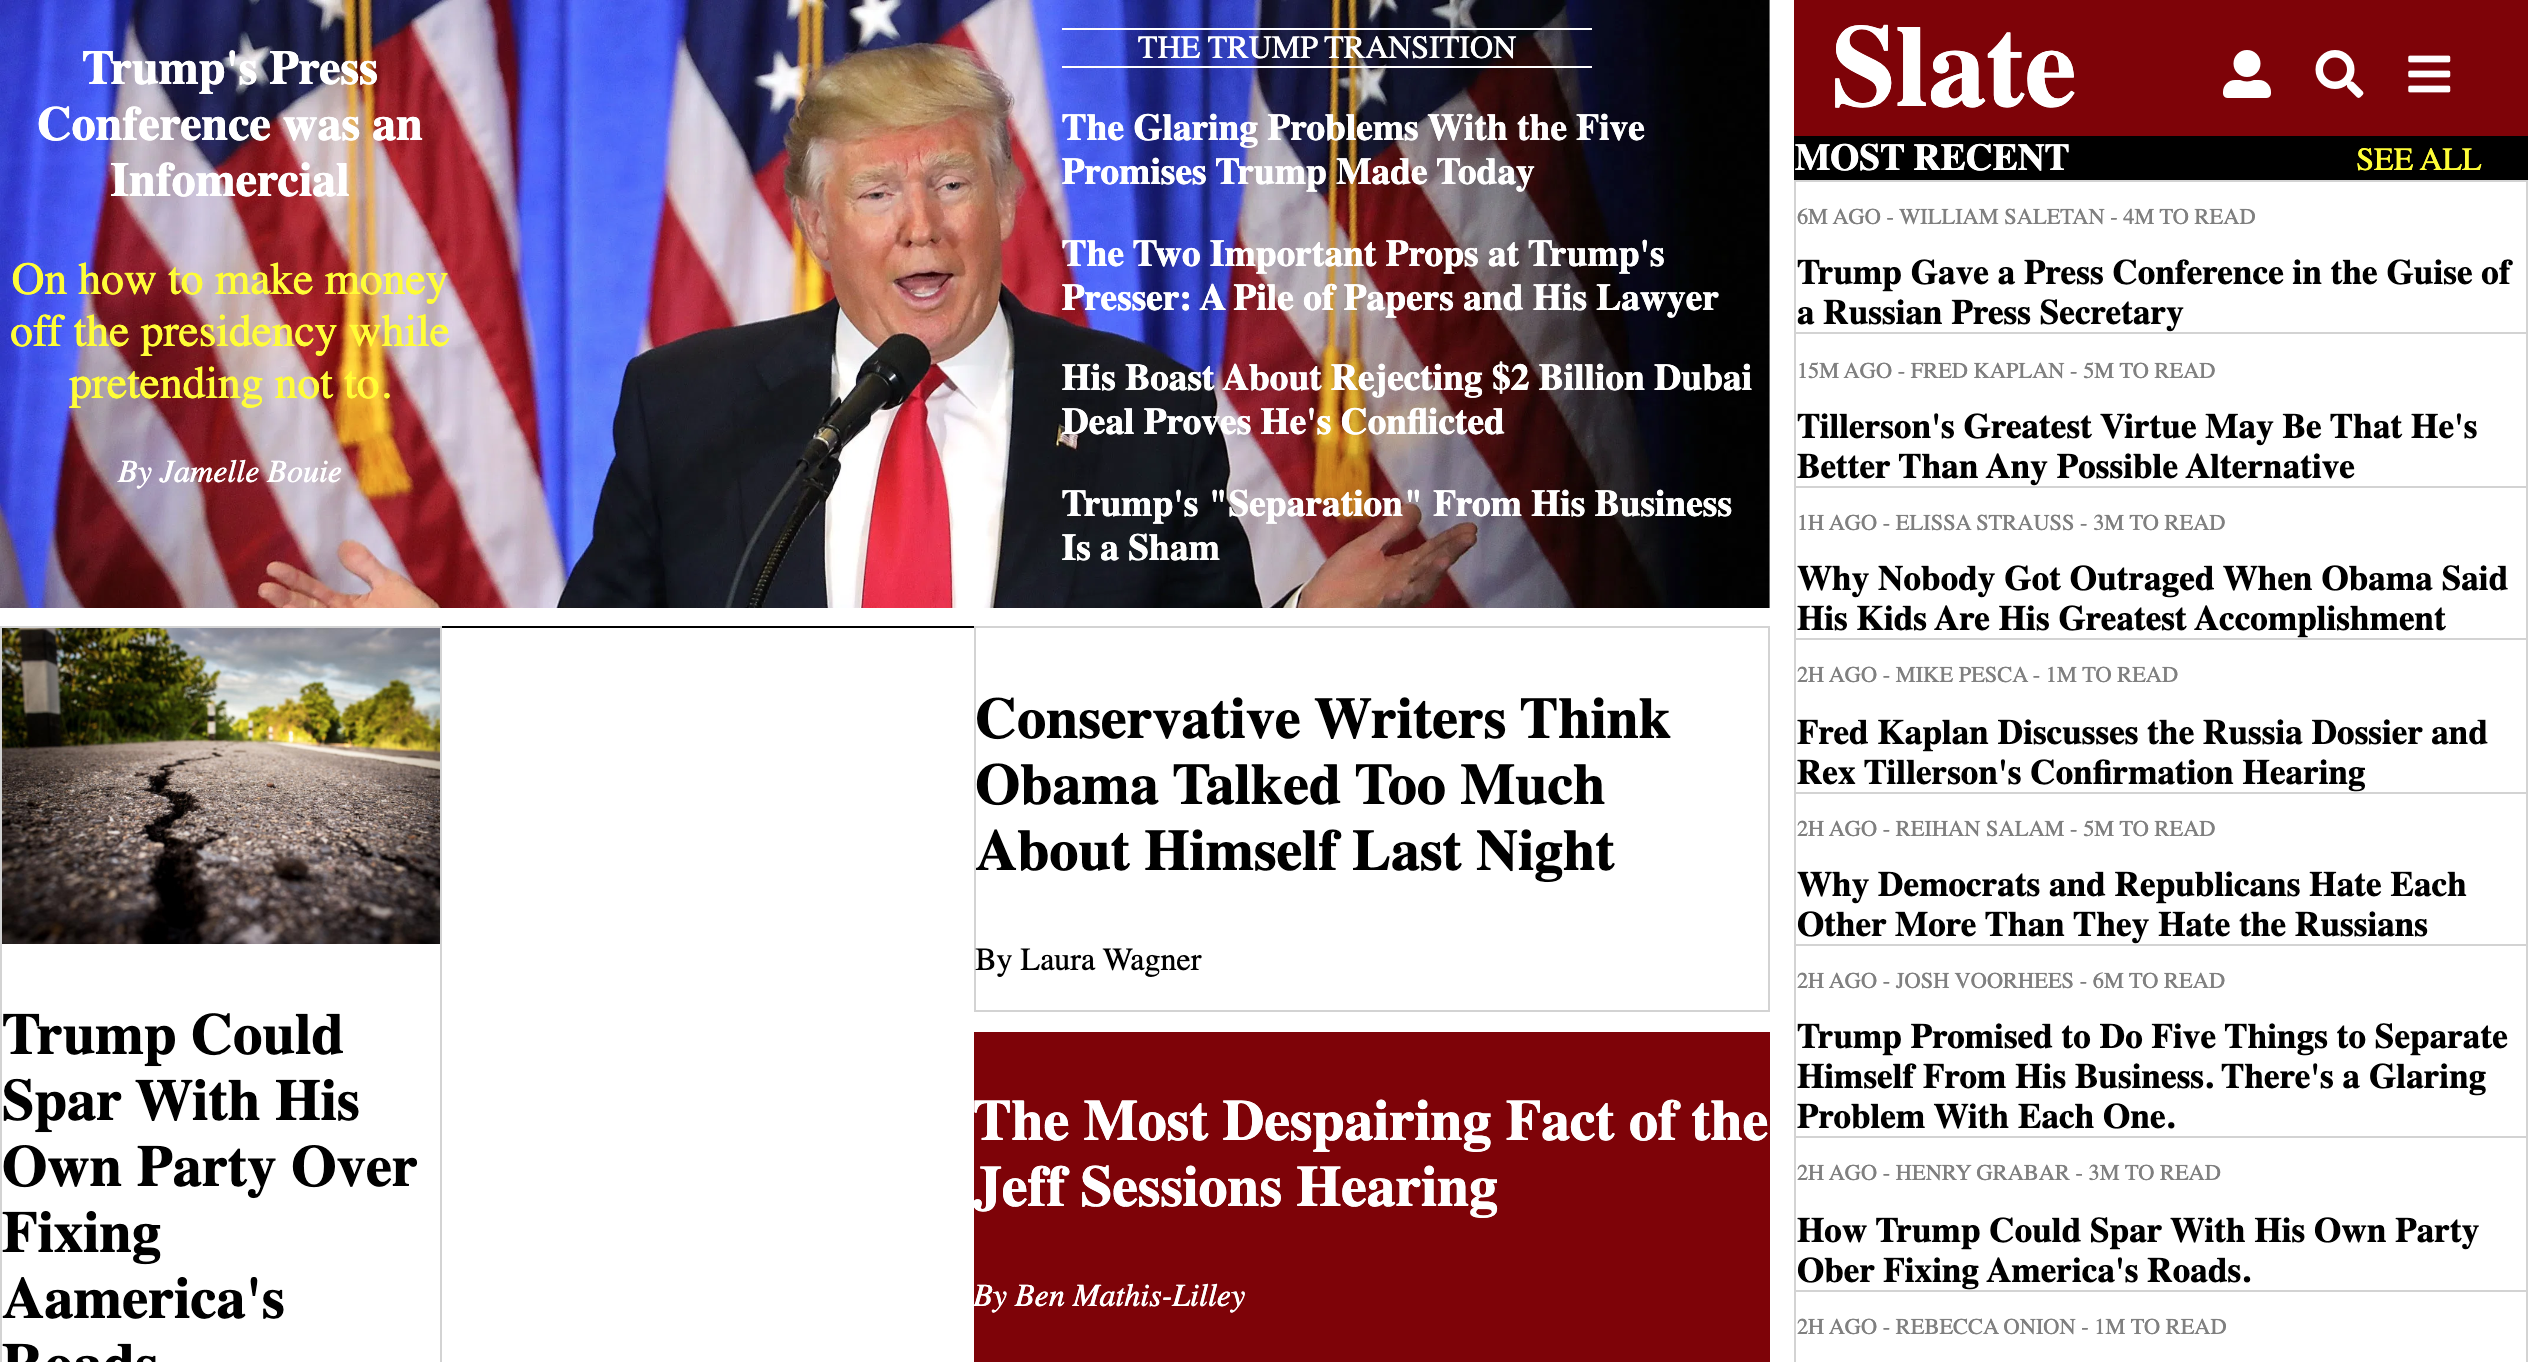 Trump's Press
Conference was an
Infomercial
On how to make money
off the presidency while
pretending not to.
By Jamelle Bouie
THE TRUMP TRANSITION
The Glaring Problems With the Five
Promises Trump Made Today
The Two Important Props at Trump's
Presser: A Pile of Papers and His Lawyer
His Boast About Rejecting $2 Billion Dubai
Deal Proves He's Conflicted
Trump's "Separation" From His Business
Is a Sham
Trump Could
Spar With His
Own Party Over
Fixing
Aamerica's
Roads
Conservative Writers Think
Obama Talked Too Much
About Himself Last Night
By Laura Wagner
The Most Despairing Fact of the
Jeff Sessions Hearing
By Ben Mathis-Lilley
Slate
MOST RECENT
SEE ALL
6M AGO - WILLIAM SALETAN - 4M TO READ
Trump Gave a Press Conference in the Guise of
a Russian Press Secretary
15M AGO - FRED KAPLAN - 5M TO READ
Tillerson's Greatest Virtue May Be That He's
Better Than Any Possible Alternative
1H AGO - ELISSA STRAUSS - 3M TO READ
Why Nobody Got Outraged When Obama Said
His Kids Are His Greatest Accomplishment
2H AGO - MIKE PESCA - 1M TO READ
Fred Kaplan Discusses the Russia Dossier and
Rex Tillerson's Confirmation Hearing
2H AGO - REIHAN SALAM - 5M TO READ
Why Democrats and Republicans Hate Each
Other More Than They Hate the Russians
2H AGO - JOSH VOORHEES - 6M TO READ
Trump Promised to Do Five Things to Separate
Himself From His Business. There's a Glaring
Problem With Each One.
2H AGO - HENRY GRABAR - 3M TO READ
How Trump Could Spar With His Own Party
Ober Fixing America's Roads.
2H AGO - REBECCA ONION - 1M TO READ